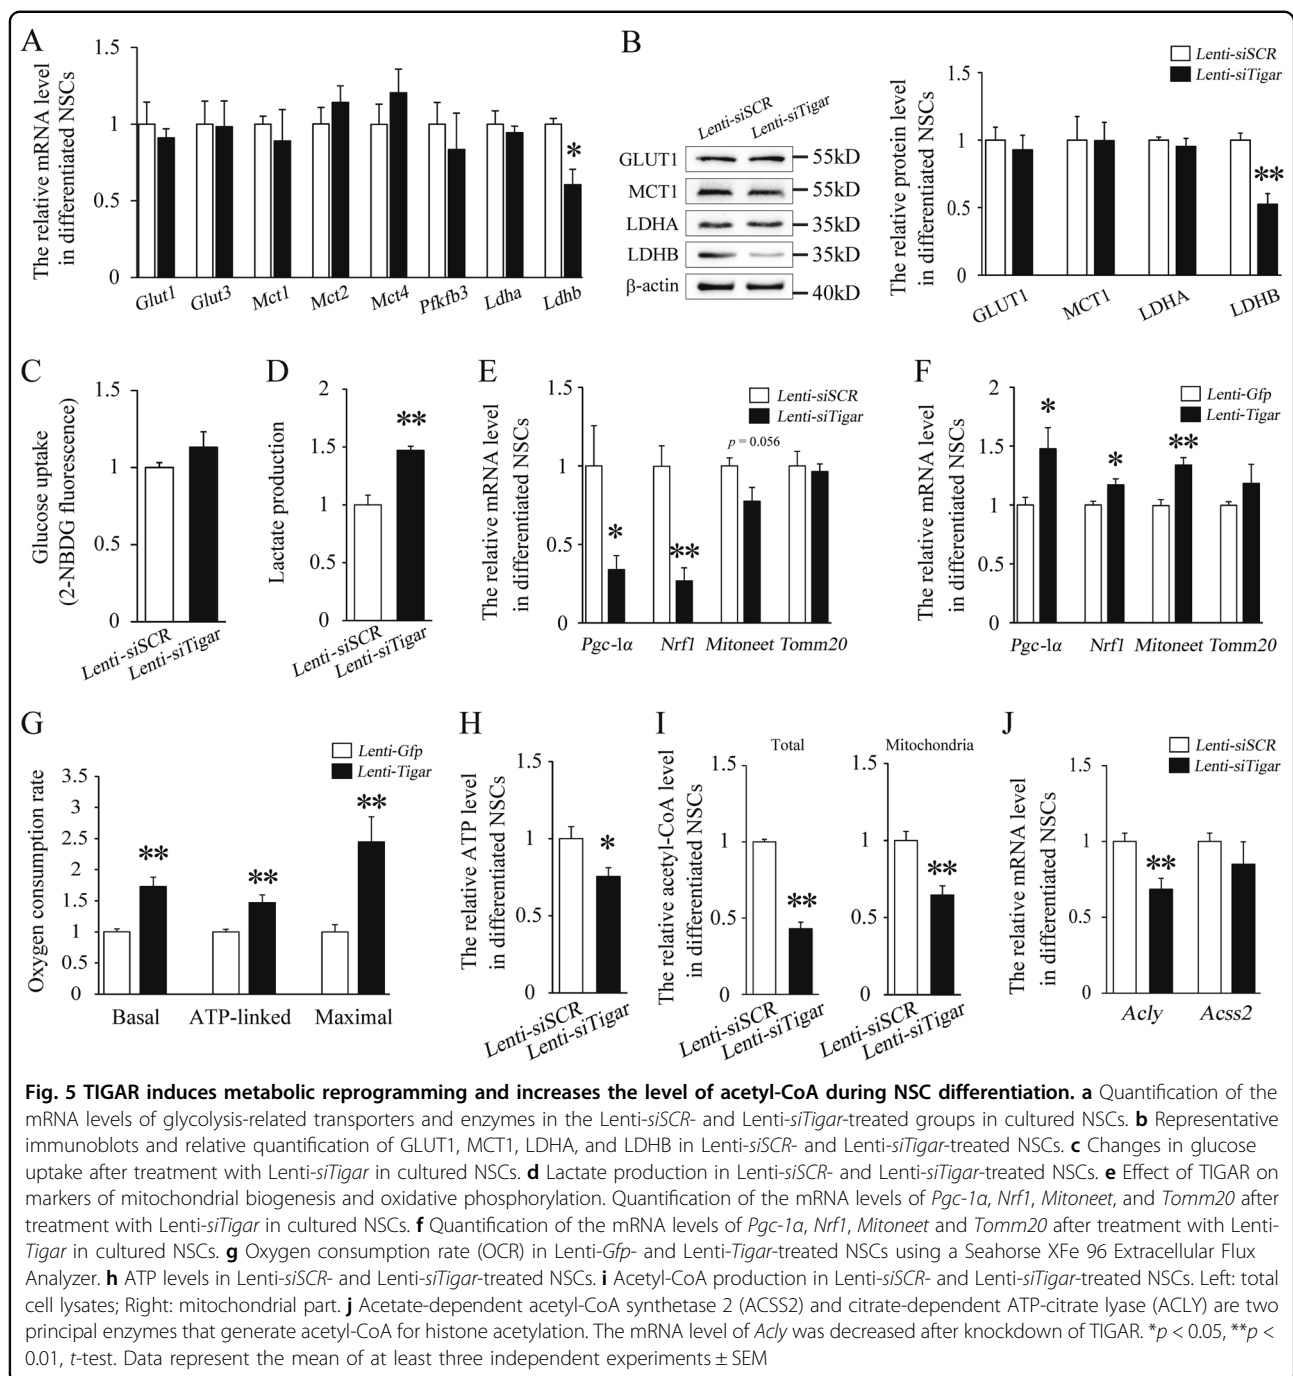 A
The relative mRNA level
in differentiated NSCs
1.5
1
0.5
0
*
Glut1 Glut3 Mct1 Mct2 Mct4 Pfkfb3 Ldha Ldhb
B
Lenti-siSCR
Lenti-siTigar
GLUT1
55kD
MCT1
55kD
LDHA
35kD
LDHB
35kD
β-actin
40kD
Lenti-siSCR
Lenti-siTigar
The relative protein level
in differentiated NSCs
1.5
1
0.5
0
**
GLUT1 MCT1 LDHA LDHB
C
Glucose uptake
(2-NBDG fluorescence)
1.5
1
0.5
0
Lenti-siSCR
Lenti-siTigar
D
Lactate production
2
1.5
1
0.5
0
**
Lenti-siSCR
Lenti-siTigar
E
The relative mRNA level
in differentiated NSCs
1.5
1
0.5
0
Lenti-siSCR
Lenti-siTigar
p = 0.056
*
**
Pgc-1α Nrf1 Mitoneet Tomm20
F
The relative mRNA level
in differentiated NSCs
2
1.5
1
0.5
0
Lenti-Gfp
Lenti-Tigar
*
*
**
Pgc-1α Nrf1 Mitoneet Tomm20
G
Oxygen consumption rate
3.5
3
2.5
2
1.5
1
0.5
0
Lenti-Gfp
Lenti-Tigar
**
**
**
Basal ATP-linked Maximal
H
The relative ATP level
in differentiated NSCs
1.5
1
0.5
0
*
Lenti-siSCR
Lenti-siTigar
I
The relative acetyl-CoA level
in differentiated NSCs
Total
1.5
1
0.5
0
**
Lenti-siSCR
Lenti-siTigar
Mitochondria
1.5
1
0.5
0
**
Lenti-siSCR
Lenti-siTigar
J
The relative mRNA level
in differentiated NSCs
1.5
1
0.5
0
Lenti-siSCR
Lenti-siTigar
**
Acly Acss2
Fig. 5 TIGAR induces metabolic reprogramming and increases the level of acetyl-CoA during NSC differentiation. a Quantification of the
mRNA levels of glycolysis-related transporters and enzymes in the Lenti-siSCR- and Lenti-siTigar-treated groups in cultured NSCs. b Representative
immunoblots and relative quantification of GLUT1, MCT1, LDHA, and LDHB in Lenti-siSCR- and Lenti-siTigar-treated NSCs. c Changes in glucose
uptake after treatment with Lenti-siTigar in cultured NSCs. d Lactate production in Lenti-siSCR- and Lenti-siTigar-treated NSCs. e Effect of TIGAR on
markers of mitochondrial biogenesis and oxidative phosphorylation. Quantification of the mRNA levels of Pgc-1α, Nrf1, Mitoneet, and Tomm20 after
treatment with Lenti-siTigar in cultured NSCs. f Quantification of the mRNA levels of Pgc-1α, Nrf1, Mitoneet and Tomm20 after treatment with Lenti-
Tigar in cultured NSCs. g Oxygen consumption rate (OCR) in Lenti-Gfp- and Lenti-Tigar-treated NSCs using a Seahorse XFe 96 Extracellular Flux
Analyzer. h ATP levels in Lenti-siSCR- and Lenti-siTigar-treated NSCs. i Acetyl-CoA production in Lenti-siSCR- and Lenti-siTigar-treated NSCs. Left: total
cell lysates; Right: mitochondrial part. j Acetate-dependent acetyl-CoA synthetase 2 (ACSS2) and citrate-dependent ATP-citrate lyase (ACLY) are two
principal enzymes that generate acetyl-CoA for histone acetylation. The mRNA level of Acly was decreased after knockdown of TIGAR. *p < 0.05, **p <
0.01, t-test. Data represent the mean of at least three independent experiments ± SEM